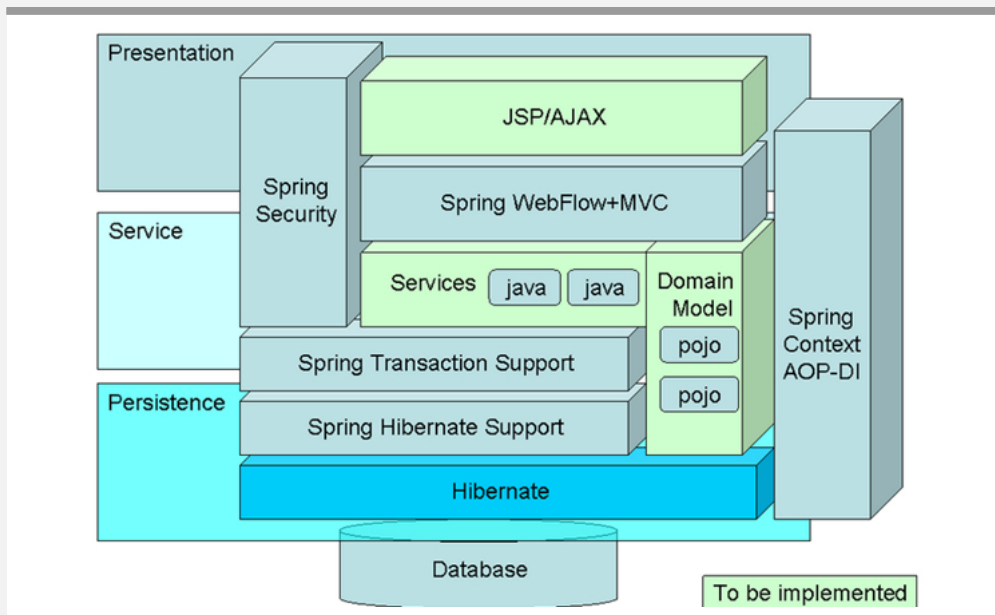 Presentation
JSP/AJAX
Spring
Security
Spring WebFlow+MVC
Service
Services
java
java
Domain
Model
pojo
pojo
Spring
Context
AOP-DI
Spring Transaction Support
Persistence
Spring Hibernate Support
Hibernate
Database
To be implemented